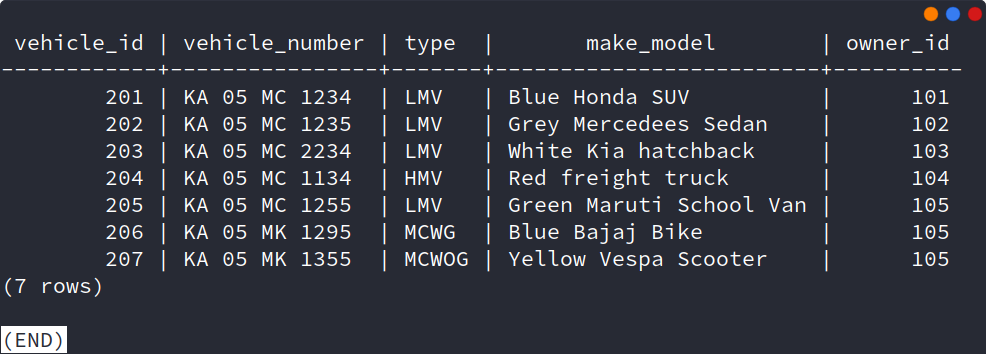 vehicle_id | vehicle_number | type  |       make_model        | owner_id
------------+----------------+-------+-------------------------+----------
        201 | KA 05 MC 1234  | LMV   | Blue Honda SUV          |      101
        202 | KA 05 MC 1235  | LMV   | Grey Mercedees Sedan    |      102
        203 | KA 05 MC 2234  | LMV   | White Kia hatchback     |      103
        204 | KA 05 MC 1134  | HMV   | Red freight truck       |      104
        205 | KA 05 MC 1255  | LMV   | Green Maruti School Van |      105
        206 | KA 05 MK 1295  | MCWG  | Blue Bajaj Bike         |      105
        207 | KA 05 MK 1355  | MCWOG | Yellow Vespa Scooter    |      105
(7 rows)
(END)